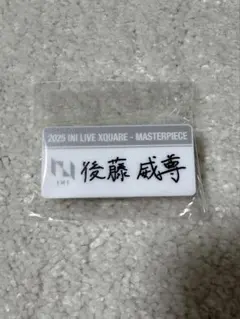 2025 INI LIVE XQUARE - MASTERPIECE
INI
後藤 威尊